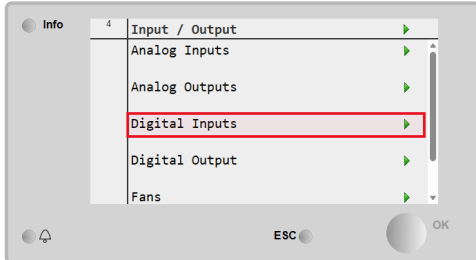 Info
4 Input / Output
Analog Inputs
Analog Outputs
Digital Inputs
Digital Output
Fans
ESC
OK